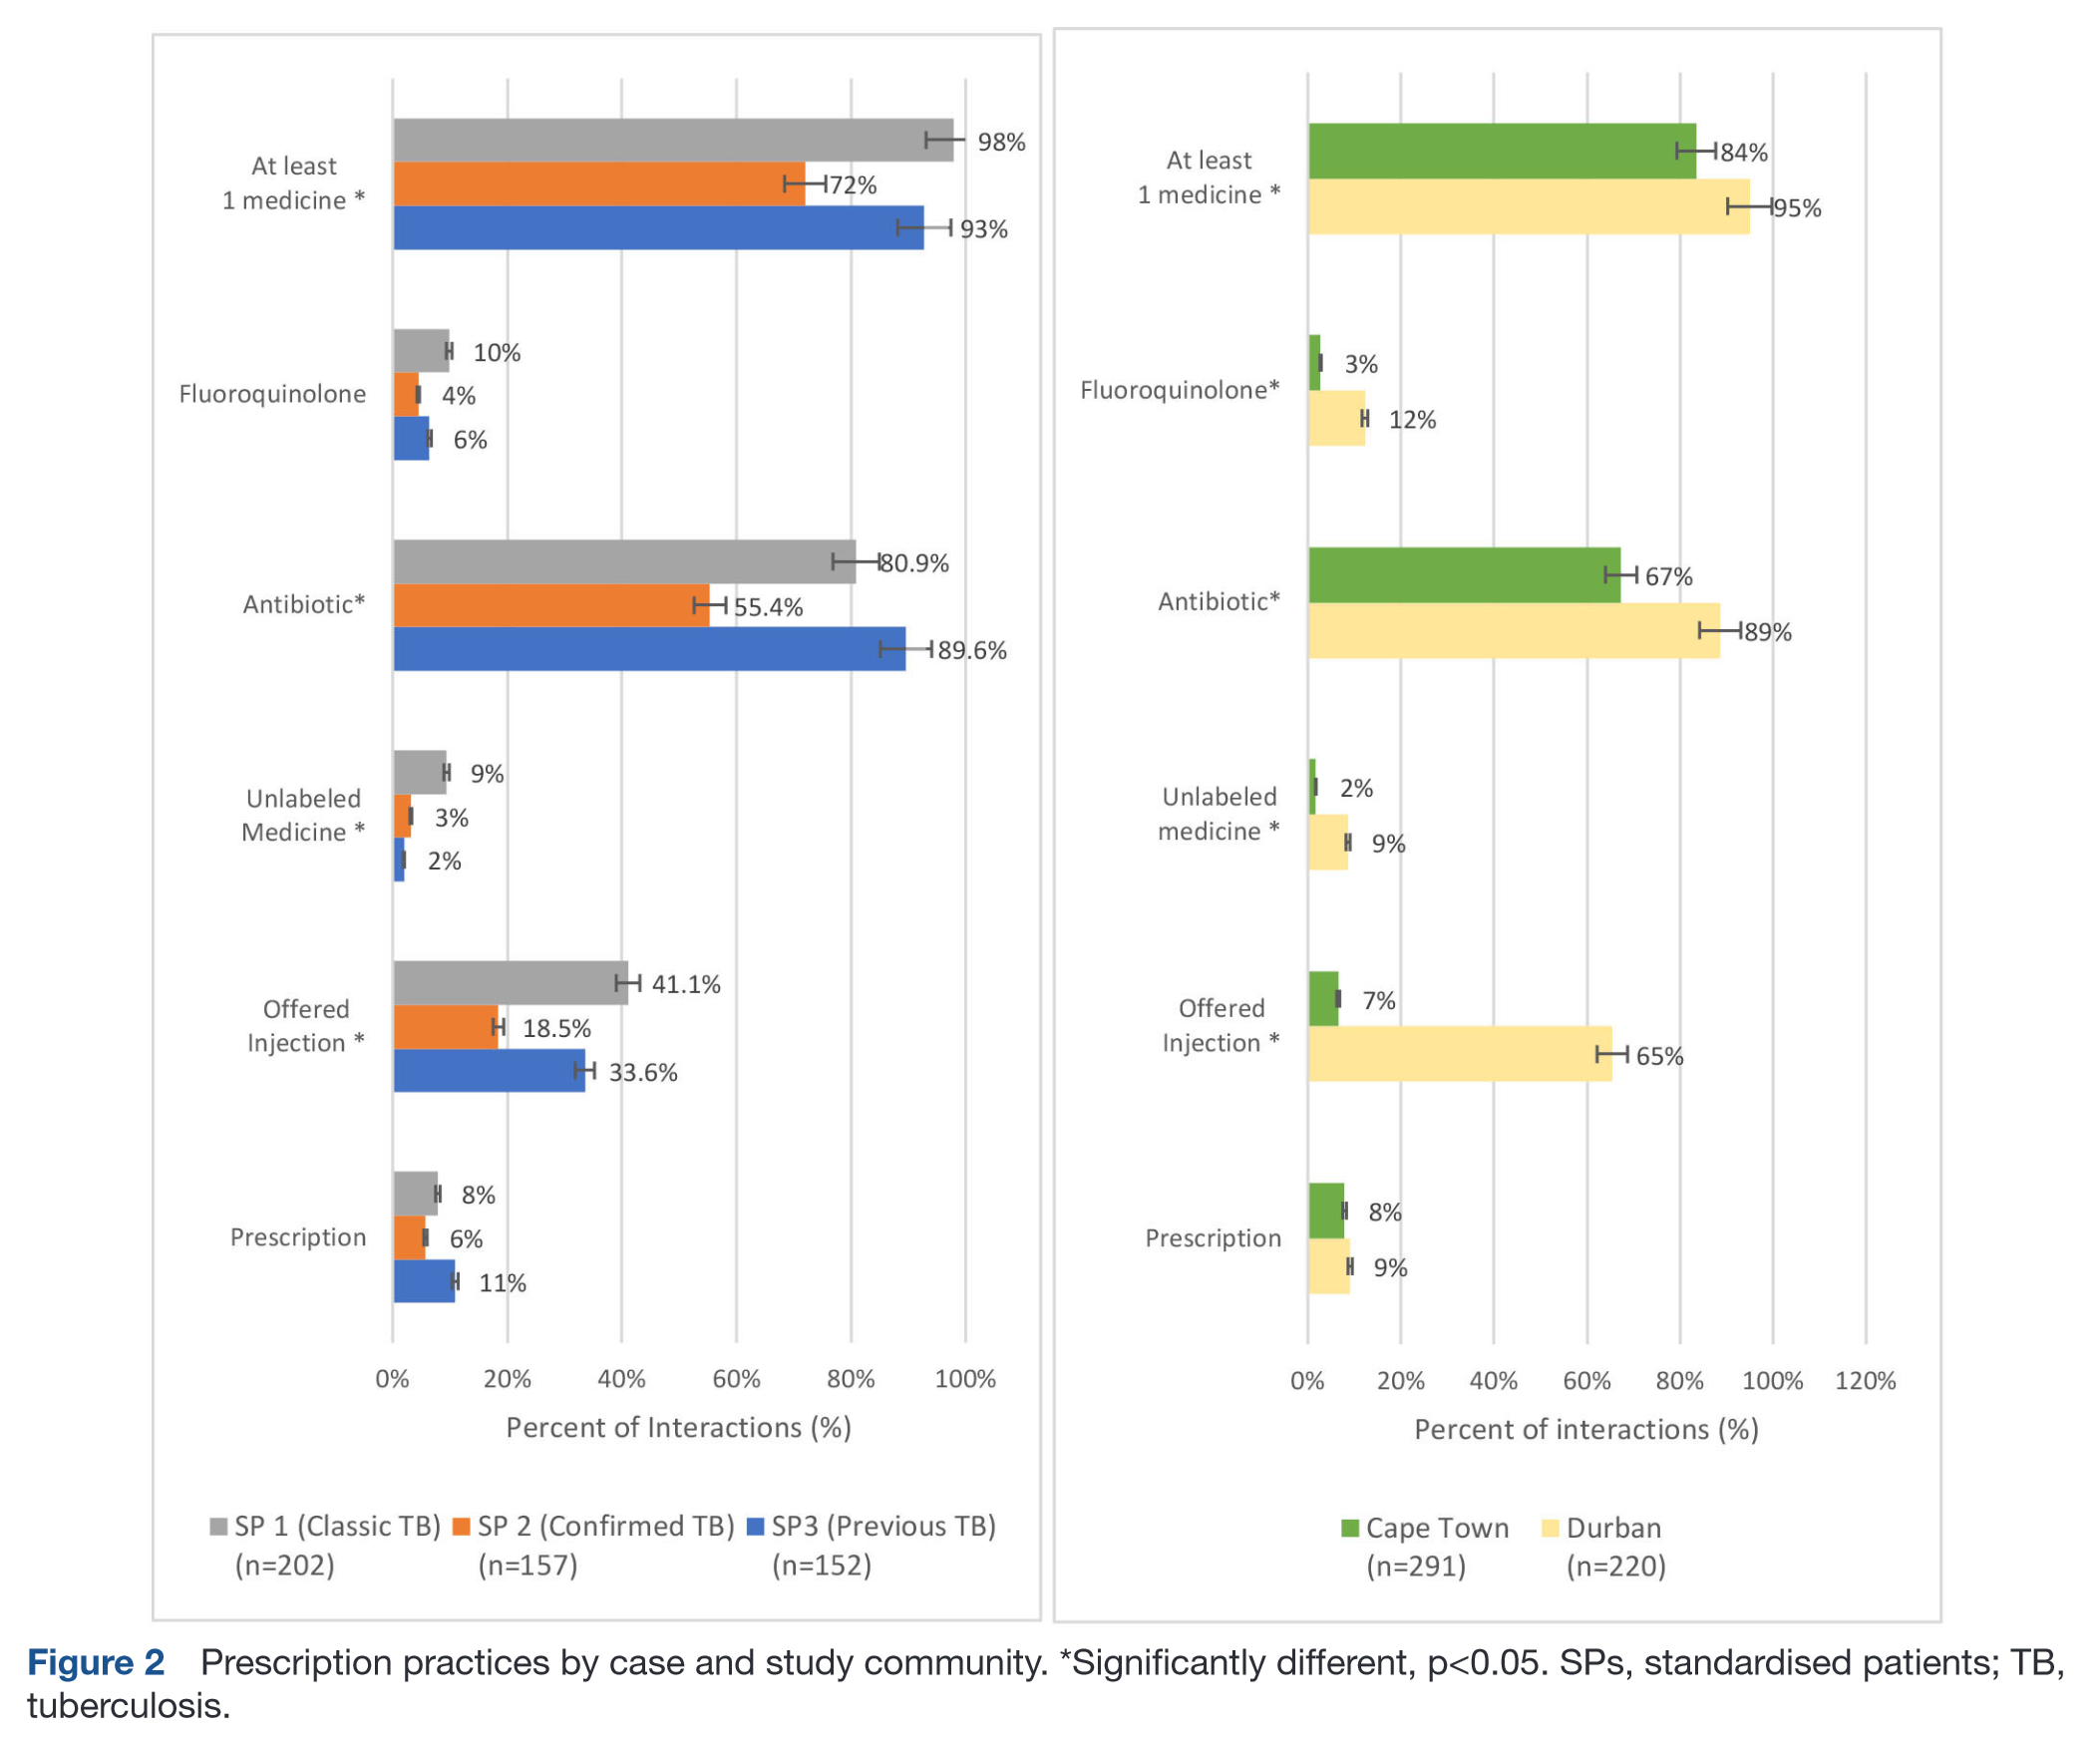 At least
1 medicine *
98%
72%
93%
Fluoroquinolone
10%
4%
6%
Antibiotic*
80.9%
55.4%
89.6%
Unlabeled
Medicine *
9%
3%
2%
Offered
Injection *
41.1%
18.5%
33.6%
Prescription
8%
6%
11%
0% 20% 40% 60% 80% 100%
Percent of Interactions (%)
SP 1 (Classic TB) SP 2 (Confirmed TB) SP3 (Previous TB)
(n=202) (n=157) (n=152)
At least
1 medicine *
84%
95%
Fluoroquinolone*
3%
12%
Antibiotic*
67%
89%
Unlabeled
medicine *
2%
9%
Offered
Injection *
7%
65%
Prescription
8%
9%
0% 20% 40% 60% 80% 100% 120%
Percent of interactions (%)
Cape Town Durban
(n=291) (n=220)
Figure 2 Prescription practices by case and study community. *Significantly different, p<0.05. SPs, standardised patients; TB,
tuberculosis.